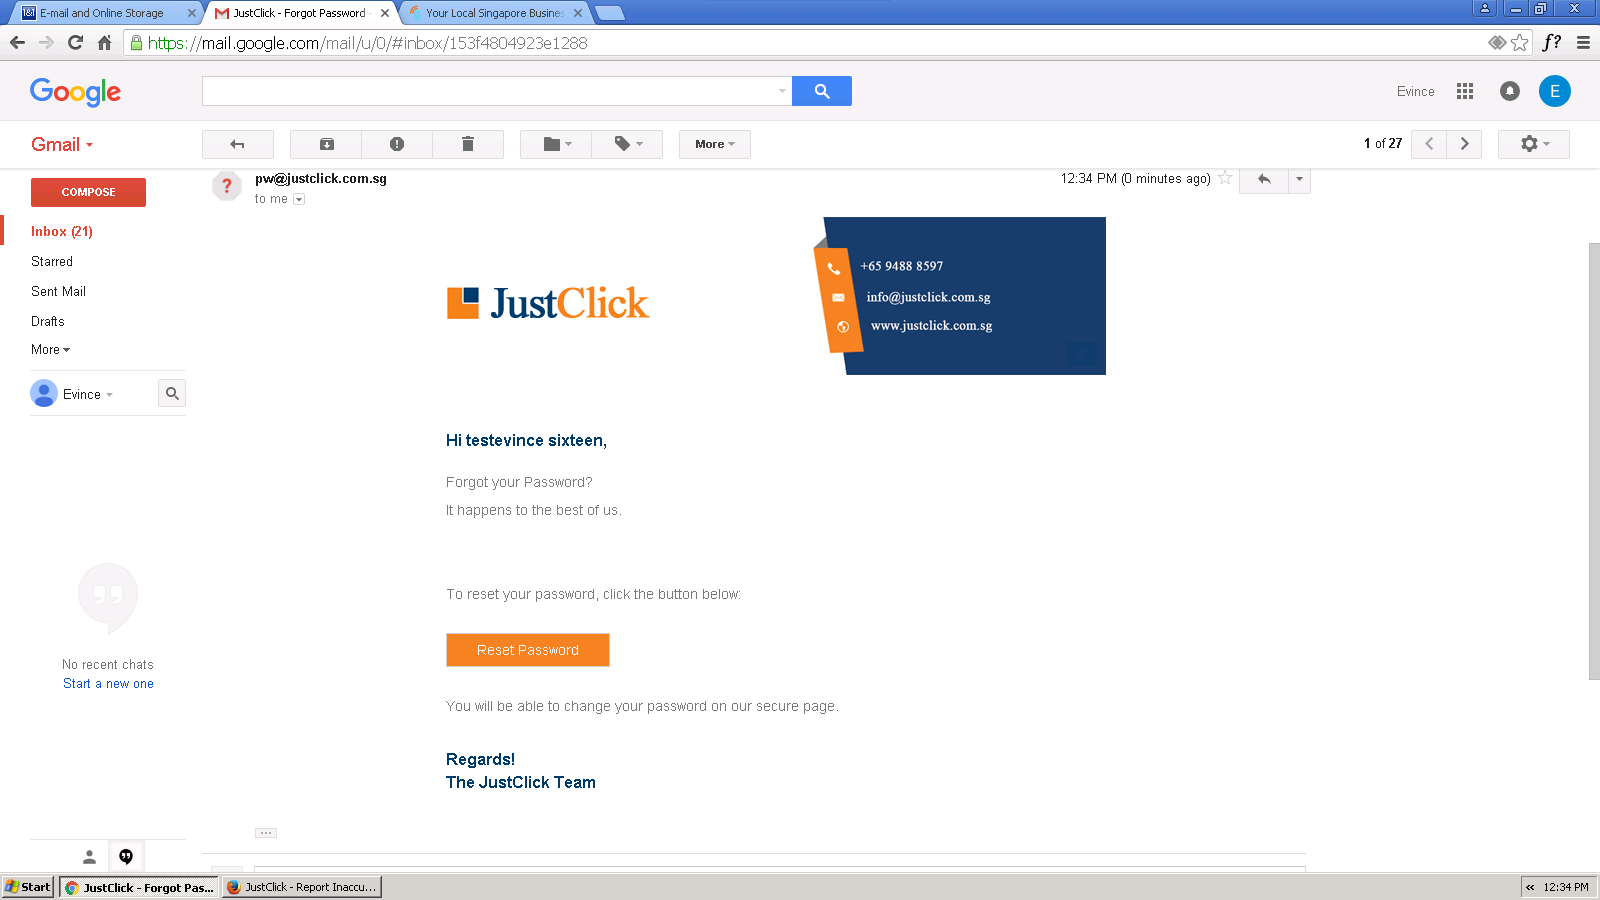 E-mail and Online Storage
JustClick - Forgot Password -
Your Local Singapore Busines
https://mail.google.com/mail/u/0/#inbox/153f4804923e1288
f?
Google
Evince
E
Gmail
More
1 of 27
COMPOSE
pw@justclick.com.sg
12:34 PM (0 minutes ago)
to me
Inbox (21)
Starred
Sent Mail
Drafts
More
Evince
+65 9488 8597
info@justclick.com.sg
www.justclick.com.sg
JustClick
Hi testevince sixteen,
Forgot your Password?
It happens to the best of us.
To reset your password, click the button below:
Reset Password
You will be able to change your password on our secure page.
Regards!
The JustClick Team
No recent chats
Start a new one
Start
JustClick - Forgot Pas...
JustClick - Report Inaccu...
12:34 PM